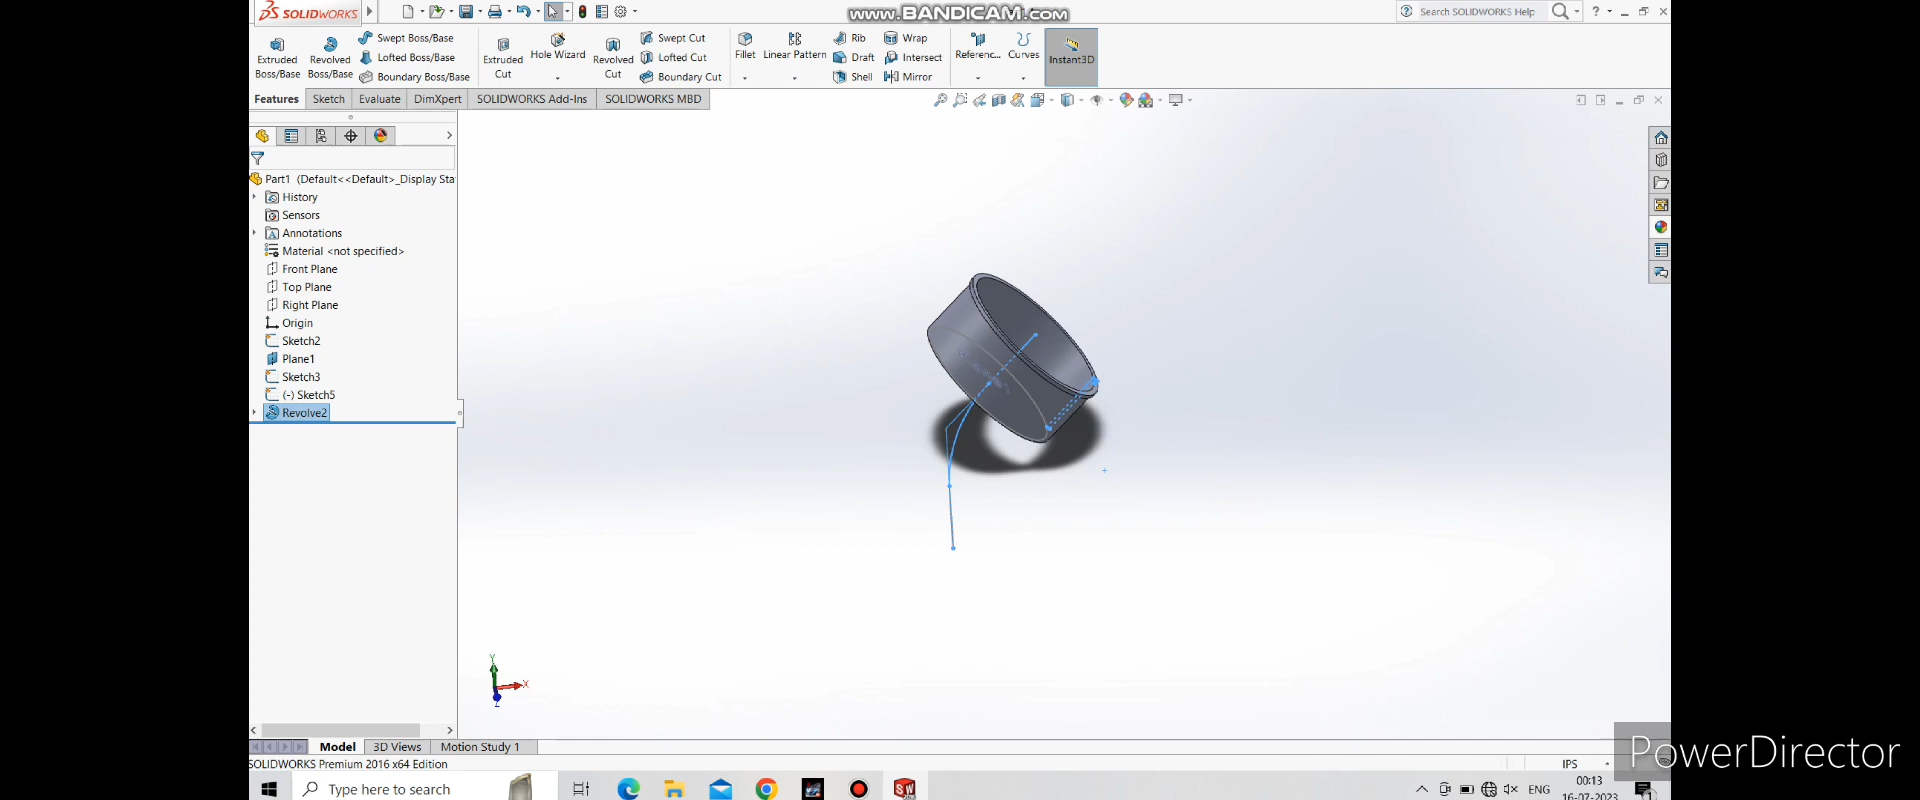 SOLIDWORKS
www.BANDICAM.com
Search SOLIDWORKS Help
?
Extruded Boss/Base
Revolved Boss/Base
Swept Boss/Base
Lofted Boss/Base
Boundary Boss/Base
Extruded Cut
Hole Wizard
Revolved Cut
Swept Cut
Lofted Cut
Boundary Cut
Fillet
Linear Pattern
Rib
Draft
Shell
Wrap
Intersect
Mirror
Referenc...
Curves
Instant3D
Features
Sketch
Evaluate
DimXpert
SOLIDWORKS Add-Ins
SOLIDWORKS MBD
Part1 (Default<<Default>_Display Sta
History
Sensors
Annotations
Material <not specified>
Front Plane
Top Plane
Right Plane
Origin
Sketch2
Plane1
Sketch3
(-) Sketch5
Revolve2
Y
X
Z
Model
3D Views
Motion Study 1
SOLIDWORKS Premium 2016 x64 Edition
IPS
PowerDirector
Type here to search
ENG
00:13
16-07-2023